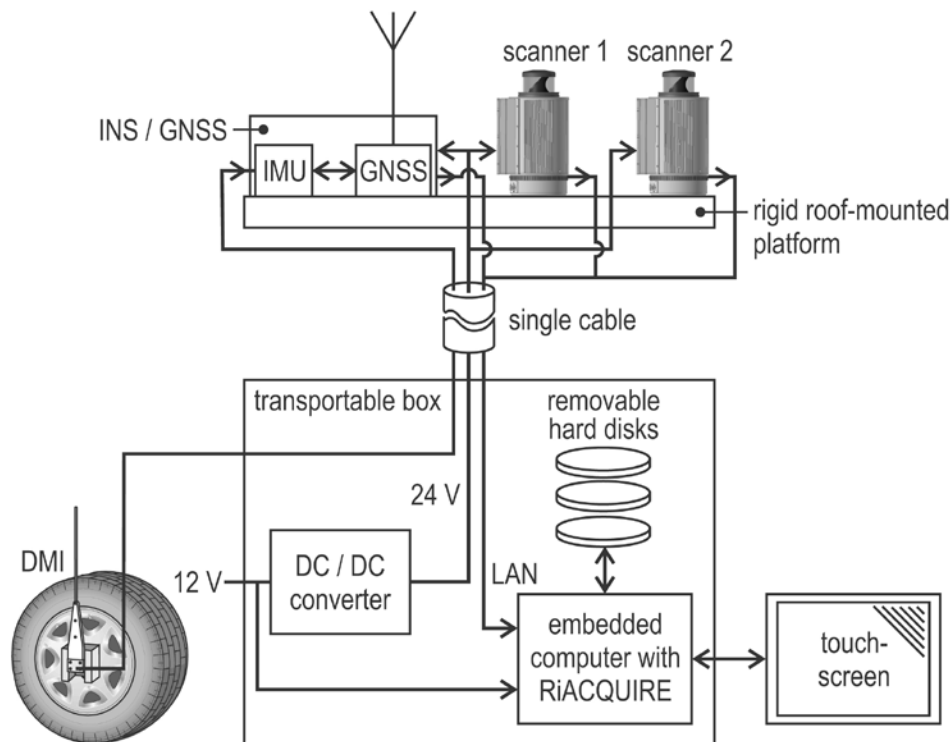 scanner 1
scanner 2
INS / GNSS
IMU
GNSS
rigid roof-mounted
platform
single cable
transportable box
removable
hard disks
24 V
DMI
12 V
DC / DC
converter
LAN
embedded
computer with
RiACQUIRE
touch-
screen